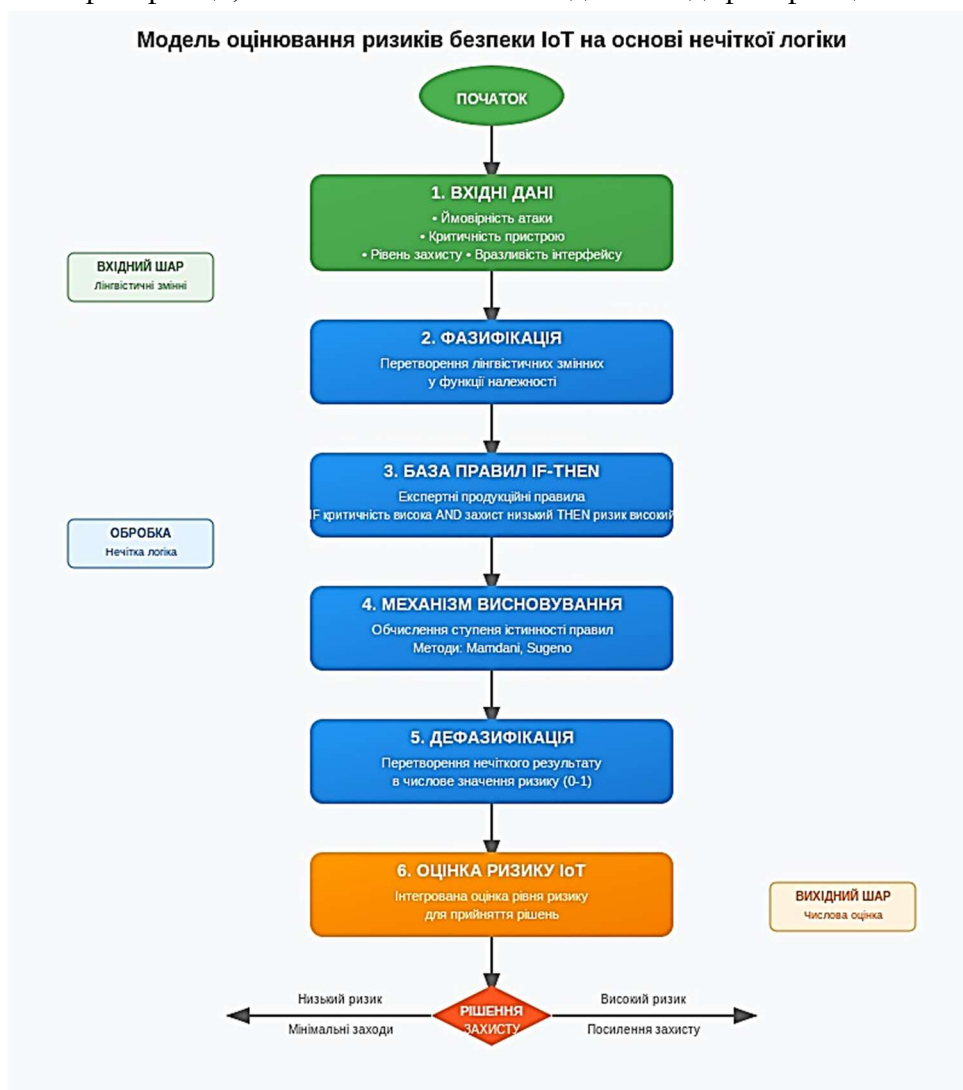 Модель оцінювання ризиків безпеки IoT на основі нечіткої логіки
ПОЧАТОК
1. ВХІДНІ ДАНІ
• Ймовірність атаки
• Критичність пристрою
• Рівень захисту • Вразливість інтерфейсу
ВХІДНИЙ ШАР
Лінгвістичні змінні
2. ФАЗИФІКАЦІЯ
Перетворення лінгвістичних змінних
у функції належності
3. БАЗА ПРАВИЛ IF-THEN
Експертні продукційні правила
IF критичність висока AND захист низький THEN ризик високий
ОБРОБКА
Нечітка логіка
4. МЕХАНІЗМ ВИСНОВУВАННЯ
Обчислення ступеня істинності правил
Методи: Mamdani, Sugeno
5. ДЕФАЗИФІКАЦІЯ
Перетворення нечіткого результату
в числове значення ризику (0-1)
6. ОЦІНКА РИЗИКУ IoT
Інтегрована оцінка рівня ризику
для прийняття рішень
ВИХІДНИЙ ШАР
Числова оцінка
Низький ризик
Мінімальні заходи
РІШЕННЯ
ЗАХИСТУ
Високий ризик
Посилення захисту